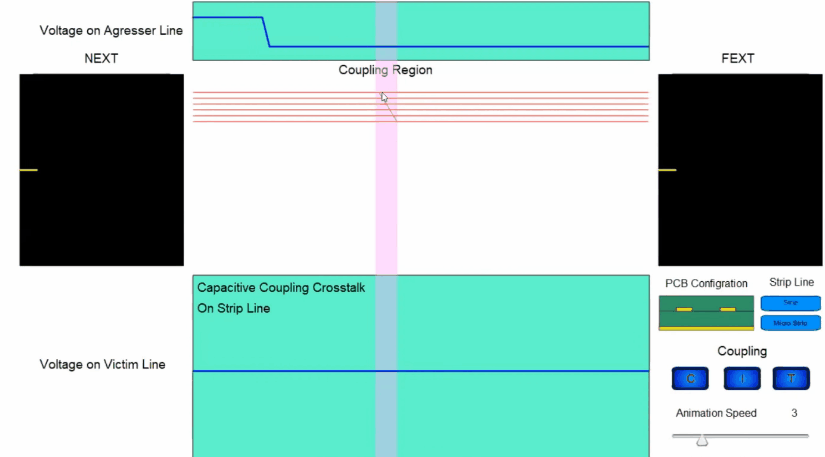 Voltage on Agresser Line
NEXT
Coupling Region
FEXT
Capacitive Coupling Crosstalk
On Strip Line
Voltage on Victim Line
PCB Configration
Strip Line
Strip
Micro Strip
Coupling
C
I
T
Animation Speed
3